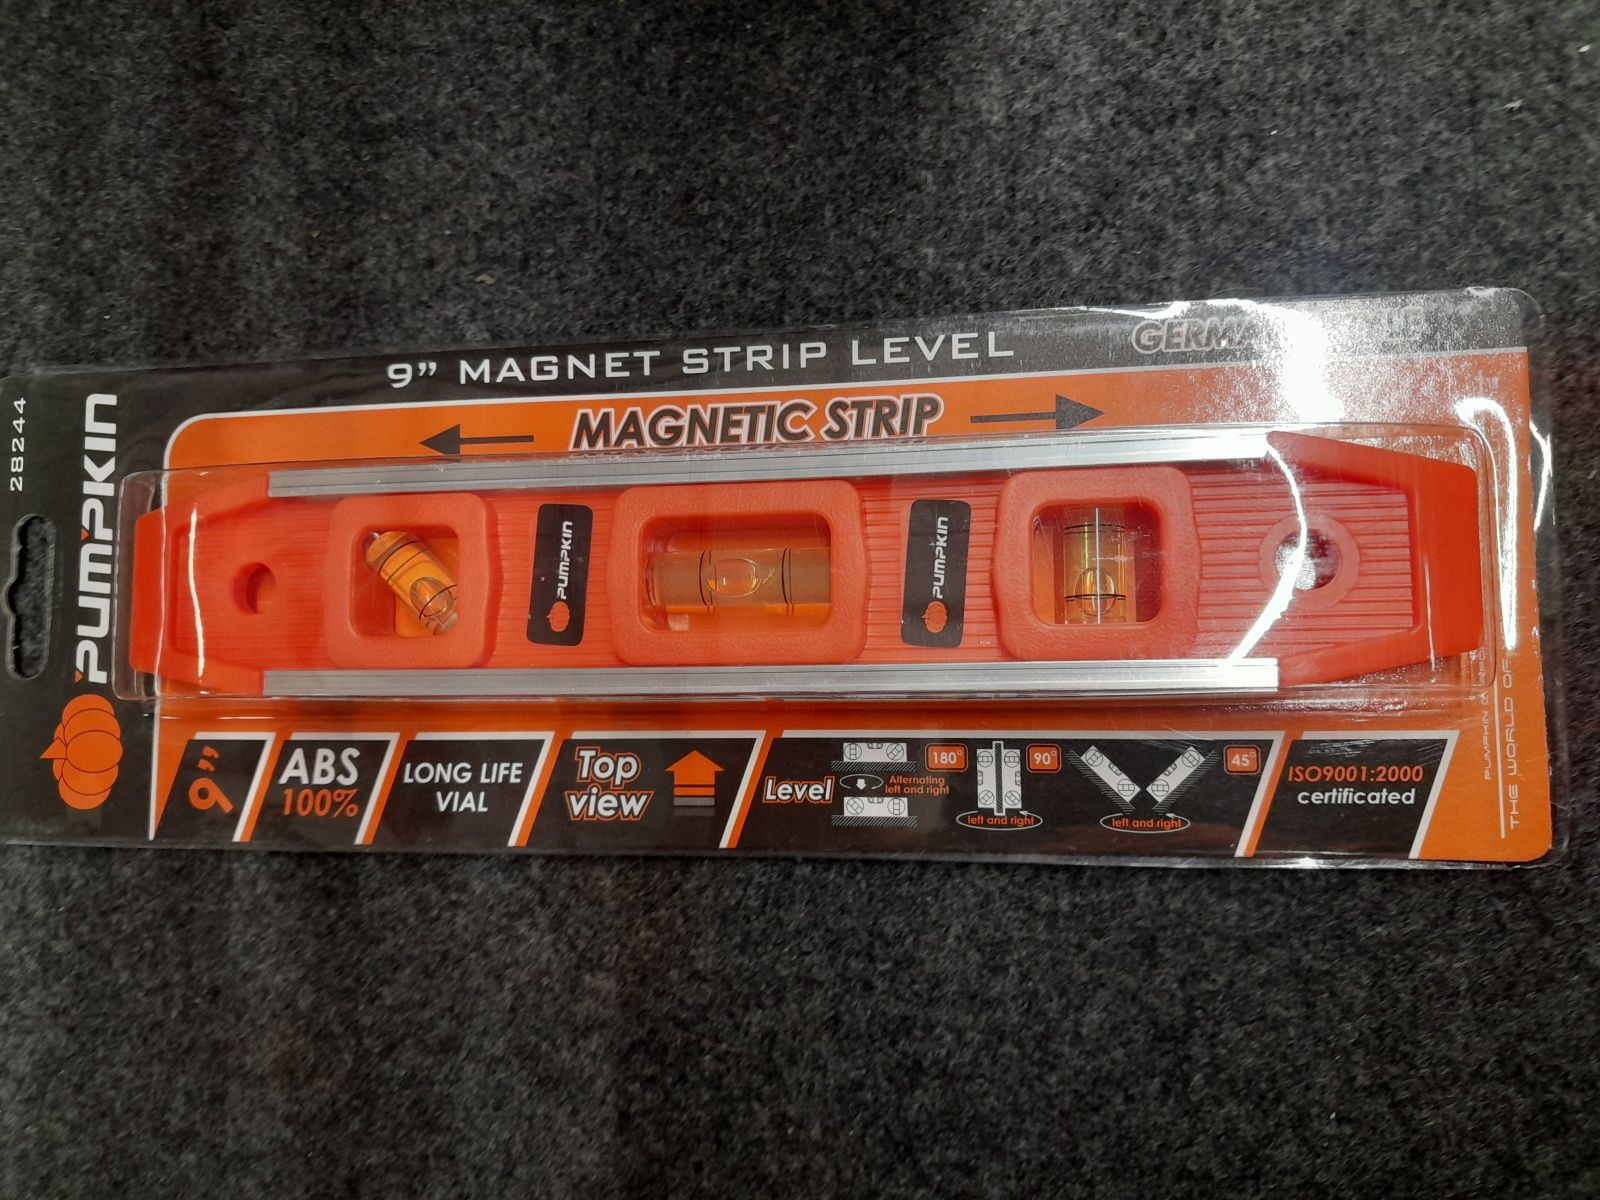 28244
PUMPKIN
9” MAGNET STRIP LEVEL
MAGNETIC STRIP
PUMPKIN
PUMPKIN
9”
ABS
100%
LONG LIFE
VIAL
Top
view
Level
180°
Alternating
left and right
90°
left and right
45°
left and right
ISO9001:2000
certificated
PUMPKIN
THE WORLD OF